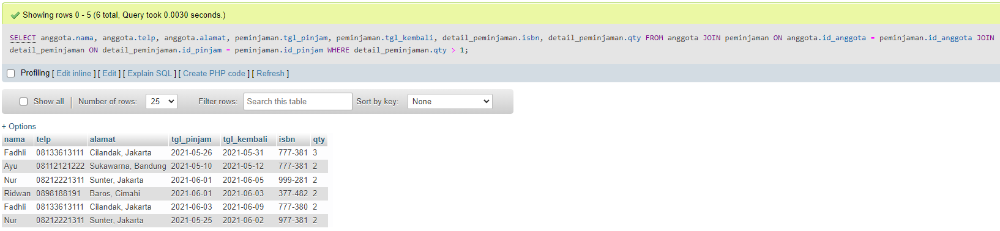 Showing rows 0 - 5 (6 total, Query took 0.0030 seconds.)
SELECT anggota.nama, anggota.telp, anggota.alamat, peminjaman.tgl_pinjam, peminjaman.tgl_kembali, detail_peminjaman.isbn, detail_peminjaman.qty FROM anggota JOIN peminjaman ON anggota.id_anggota = peminjaman.id_anggota JOIN
detail_peminjaman ON detail_peminjaman.id_pinjam = peminjaman.id_pinjam WHERE detail_peminjaman.qty > 1;
Profiling [ Edit inline ] [ Edit ] [ Explain SQL ] [ Create PHP code ] [ Refresh ]
Show all Number of rows: 25 Filter rows: Search this table Sort by key: None
+ Options
nama telp alamat tgl_pinjam tgl_kembali isbn qty
Fadhli 08133613111 Cilandak, Jakarta 2021-05-26 2021-05-31 777-381 3
Ayu 08112121222 Sukawarna, Bandung 2021-05-10 2021-05-12 777-381 2
Nur 08212221311 Sunter, Jakarta 2021-06-01 2021-06-05 999-281 2
Ridwan 0898188191 Baros, Cimahi 2021-06-01 2021-06-03 377-482 2
Fadhli 08133613111 Cilandak, Jakarta 2021-06-03 2021-06-09 777-380 2
Nur 08212221311 Sunter, Jakarta 2021-05-25 2021-06-02 977-381 2